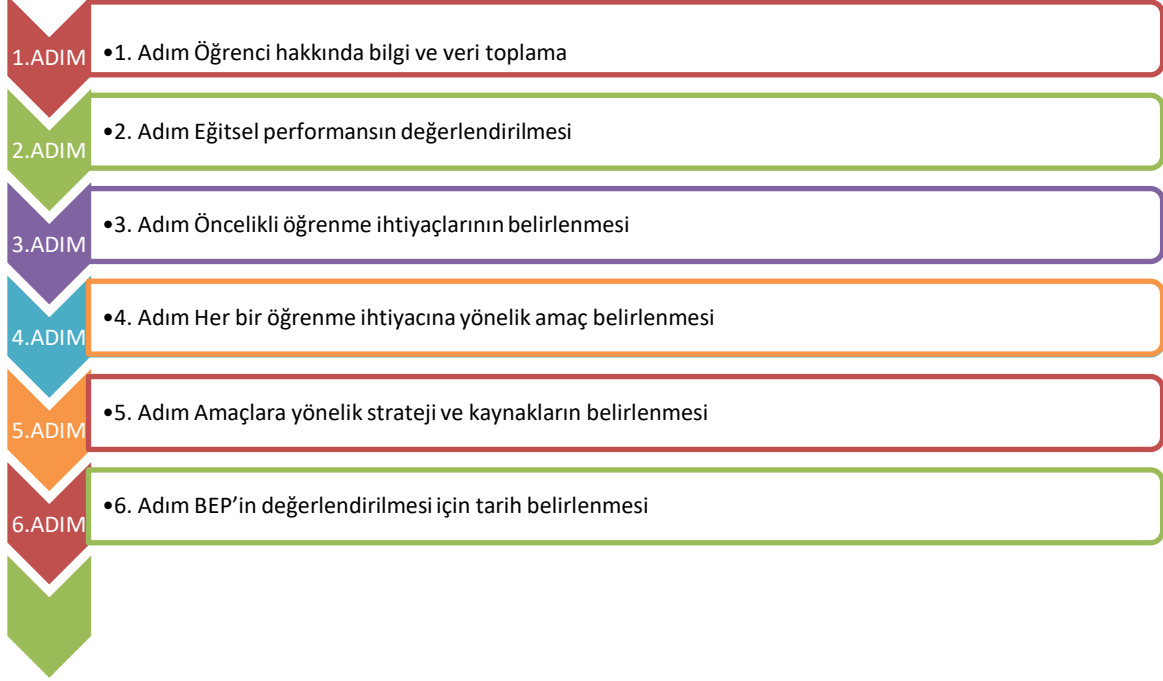 1.ADIM
•1. Adım Öğrenci hakkında bilgi ve veri toplama
2.ADIM
•2. Adım Eğitsel performansın değerlendirilmesi
3.ADIM
•3. Adım Öncelikli öğrenme ihtiyaçlarının belirlenmesi
4.ADIM
•4. Adım Her bir öğrenme ihtiyacına yönelik amaç belirlenmesi
5.ADIM
•5. Adım Amaçlara yönelik strateji ve kaynakların belirlenmesi
6.ADIM
•6. Adım BEP’in değerlendirilmesi için tarih belirlenmesi